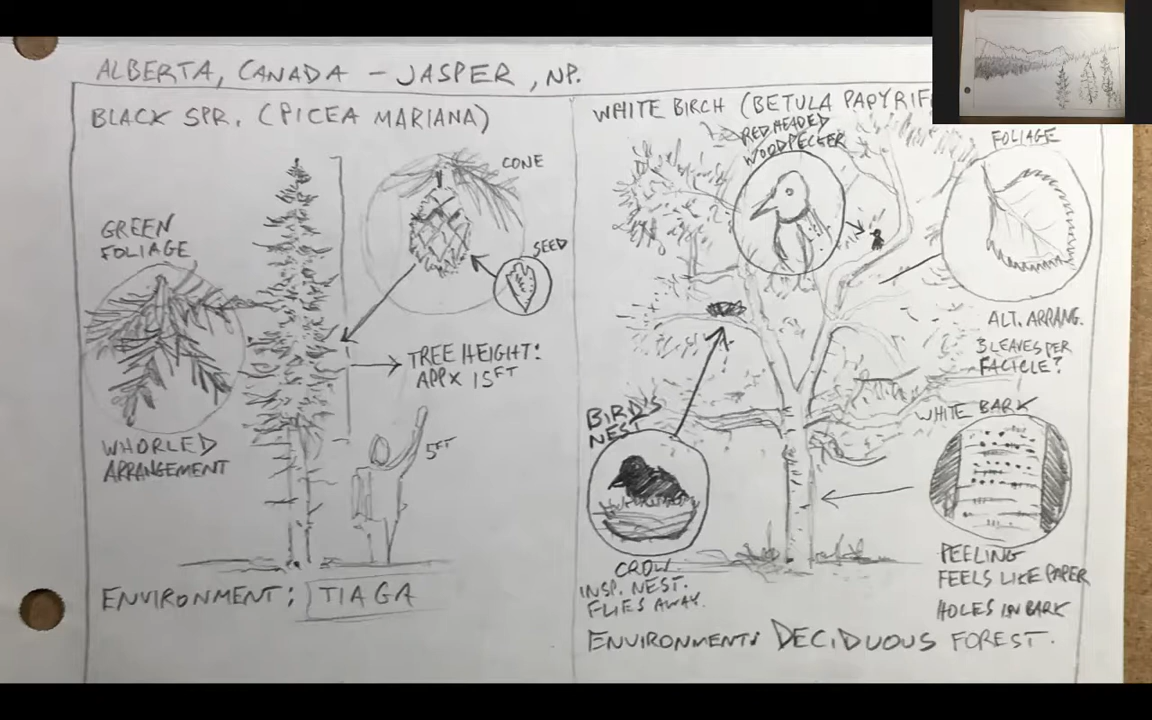 ALBERTA, CANADA - JASPER, NP.
BLACK SPR. (PICEA MARIANA)
CONE
SEED
GREEN
FOLIAGE
WHORLED
ARRANGEMENT
TREE HEIGHT:
APPX 15FT
5FT
ENVIRONMENT: TIAGA
WHITE BIRCH (BETULA PAPYRIF
RED HEADED
WOODPECKER
FOLIAGE
ALT. ARRANG.
3 LEAVES PER
FACICLE?
BIRD'S
NEST
WHITE BARK
CROW
INSP. NEST.
FLIES AWAY.
PEELING
FEELS LIKE PAPER
HOLES IN BARK
ENVIRONMENT: DECIDUOUS FOREST.